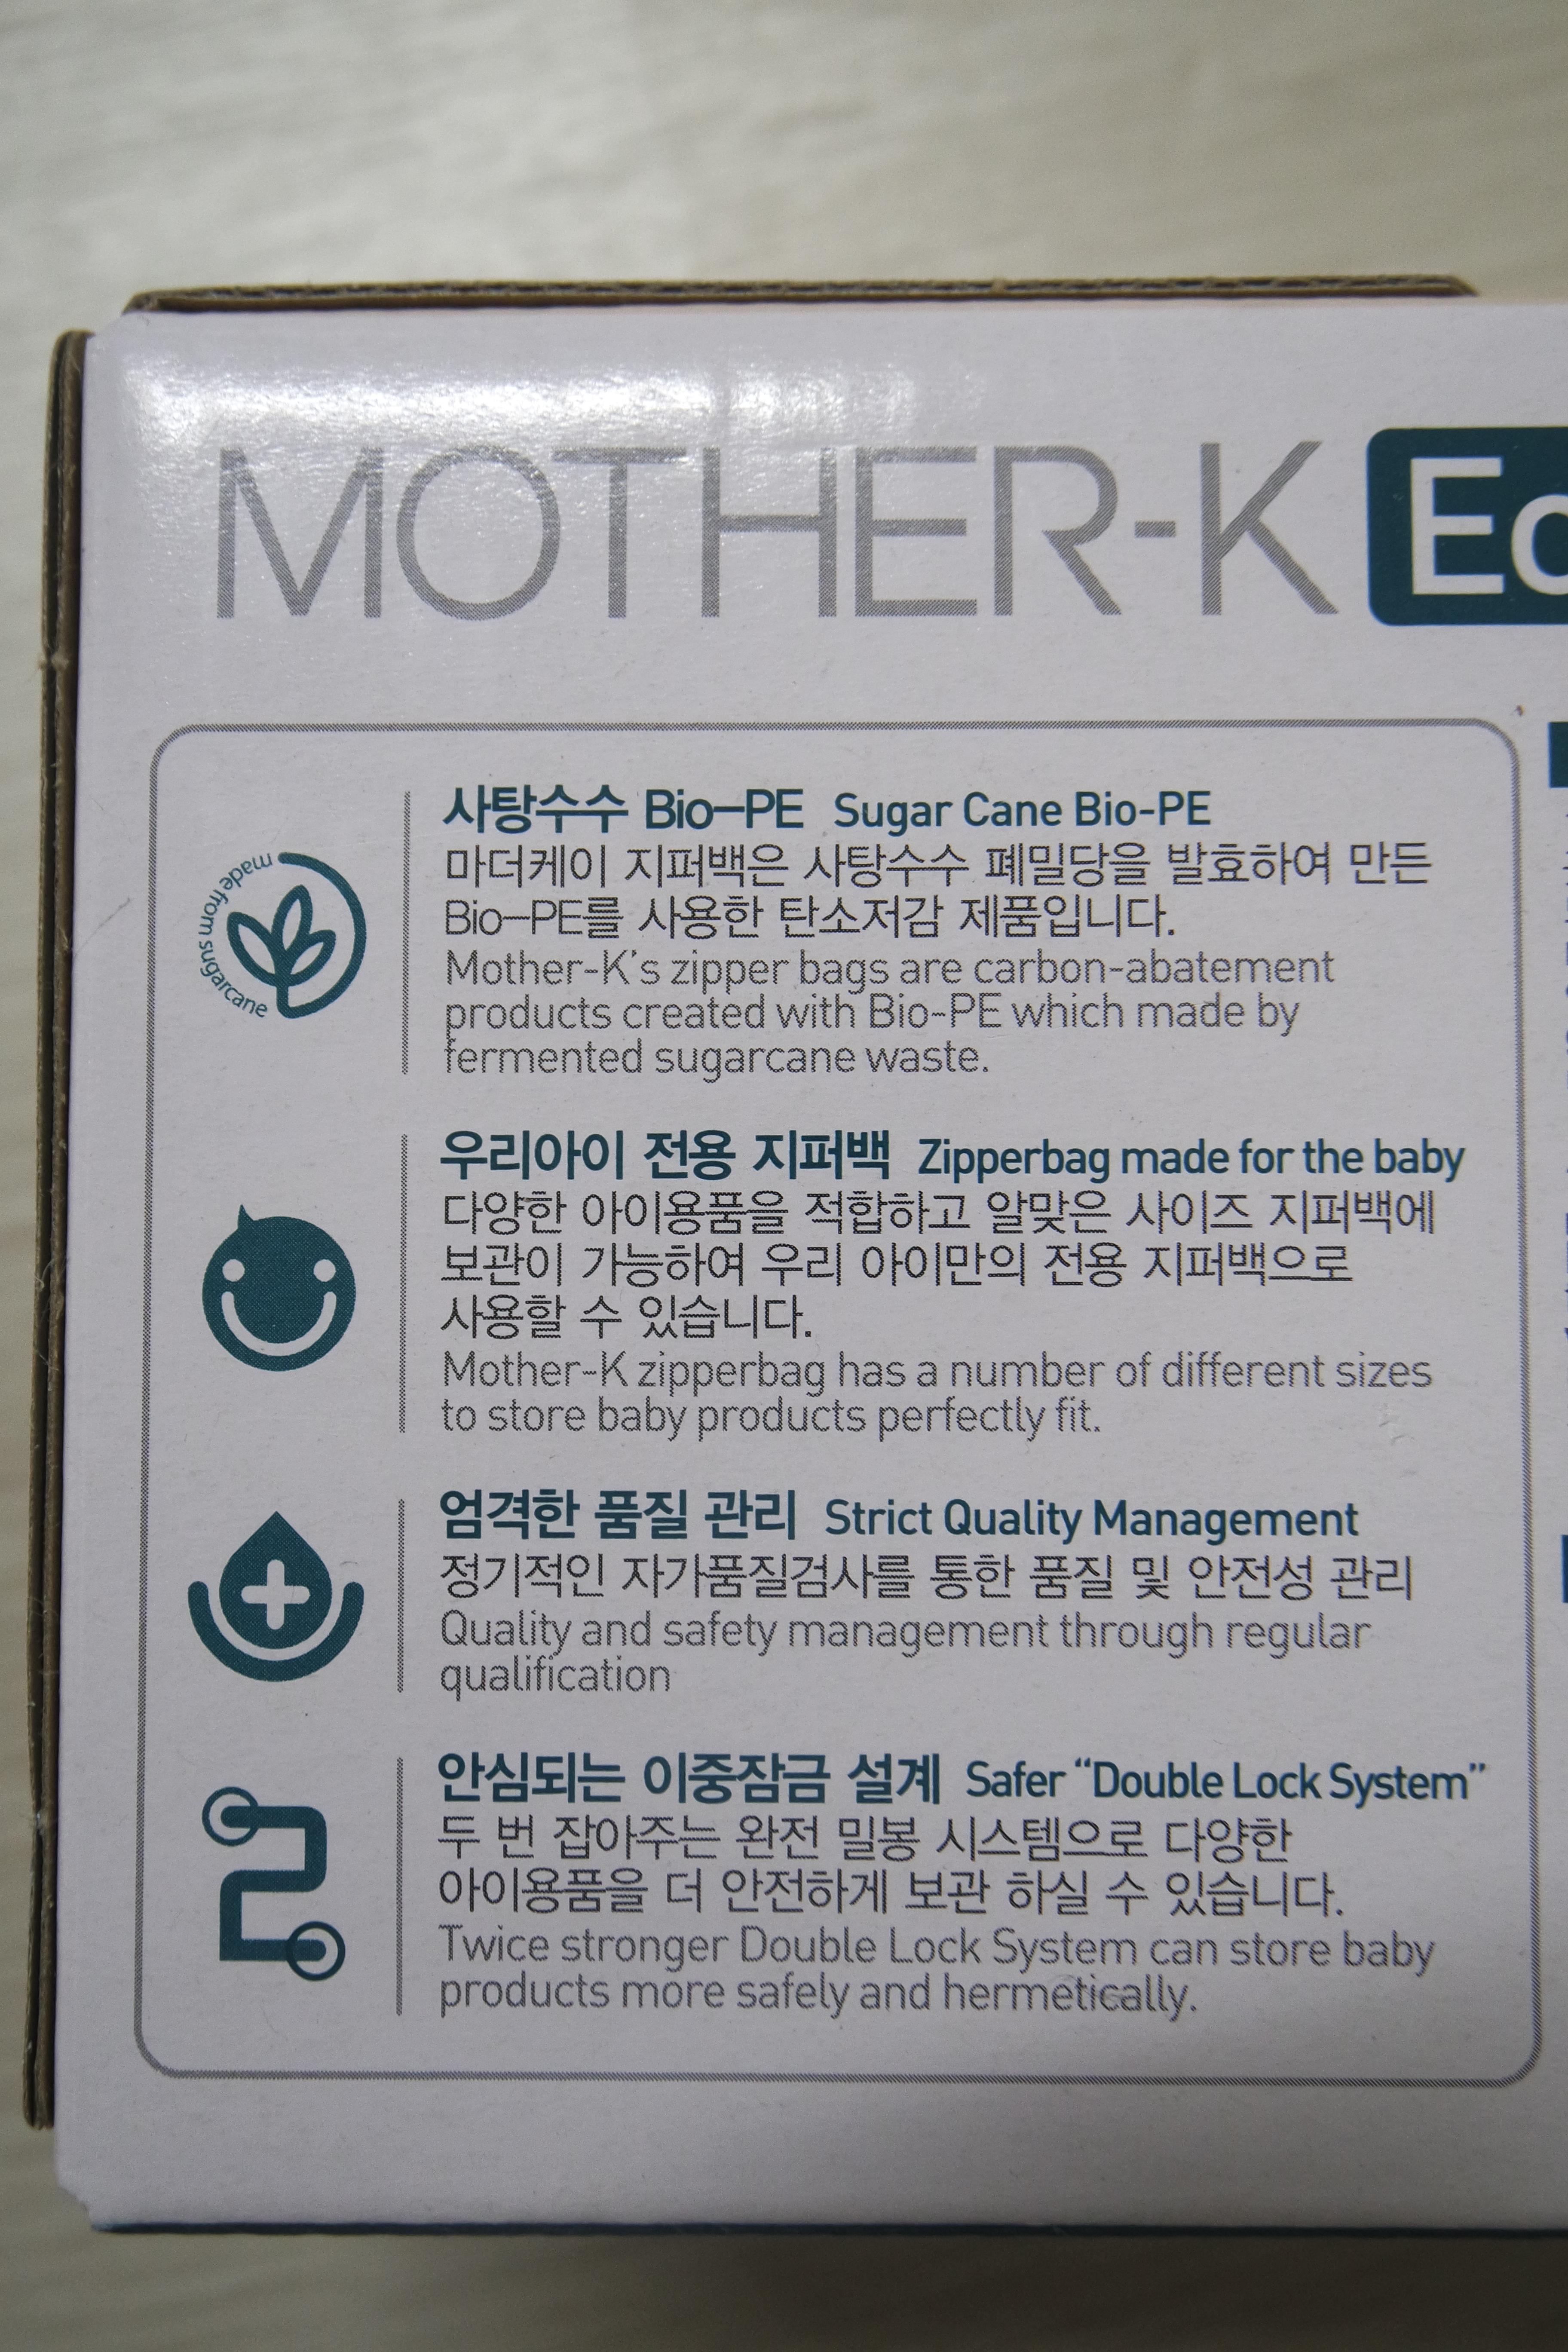 MOTHER-K
made from sugarcane
사탕수수 Bio-PE Sugar Cane Bio-PE
마더케이 지퍼백은 사탕수수 폐밀당을 발효하여 만든
Bio-PE를 사용한 탄소저감 제품입니다.
Mother-K's zipper bags are carbon-abatement
products created with Bio-PE which made by
fermented sugarcane waste.
우리아이 전용 지퍼백 Zipperbag made for the baby
다양한 아이용품을 적합하고 알맞은 사이즈 지퍼백에
보관이 가능하여 우리 아이만의 전용 지퍼백으로
사용할 수 있습니다.
Mother-K zipperbag has a number of different sizes
to store baby products perfectly fit.
엄격한 품질 관리 Strict Quality Management
정기적인 자가품질검사를 통한 품질 및 안전성 관리
Quality and safety management through regular
qualification
안심되는 이중잠금 설계 Safer “Double Lock System”
두 번 잡아주는 완전 밀봉 시스템으로 다양한
아이용품을 더 안전하게 보관 하실 수 있습니다.
Twice stronger Double Lock System can store baby
products more safely and hermetically.